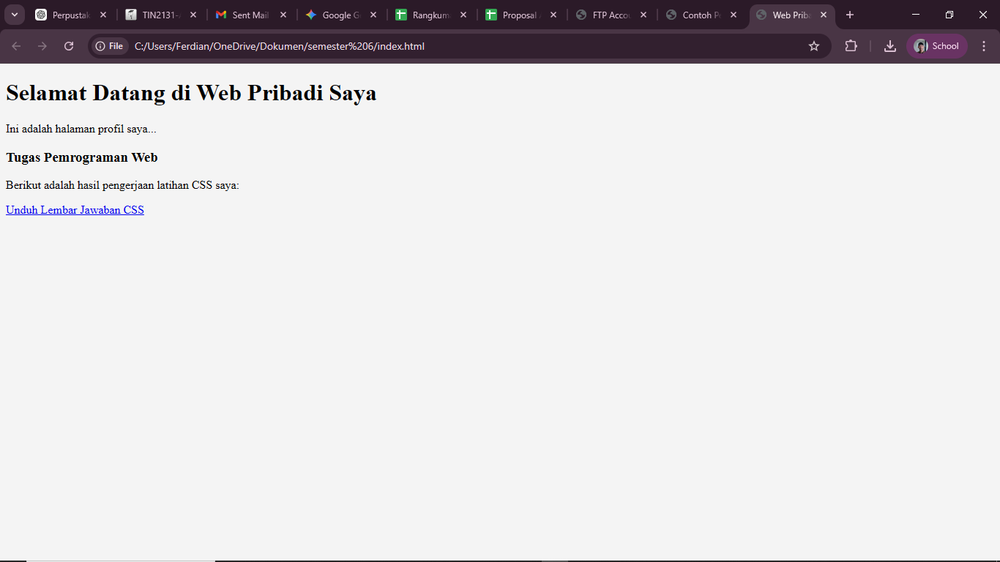 Perpustak
TIN2131-
Sent Mail
Google G
Rangkum
Proposal
FTP Accou
Contoh P
Web Priba
File
C:/Users/Ferdian/OneDrive/Dokumen/semester%206/index.html
School
Selamat Datang di Web Pribadi Saya
Ini adalah halaman profil saya...
Tugas Pemrograman Web
Berikut adalah hasil pengerjaan latihan CSS saya:
Unduh Lembar Jawaban CSS